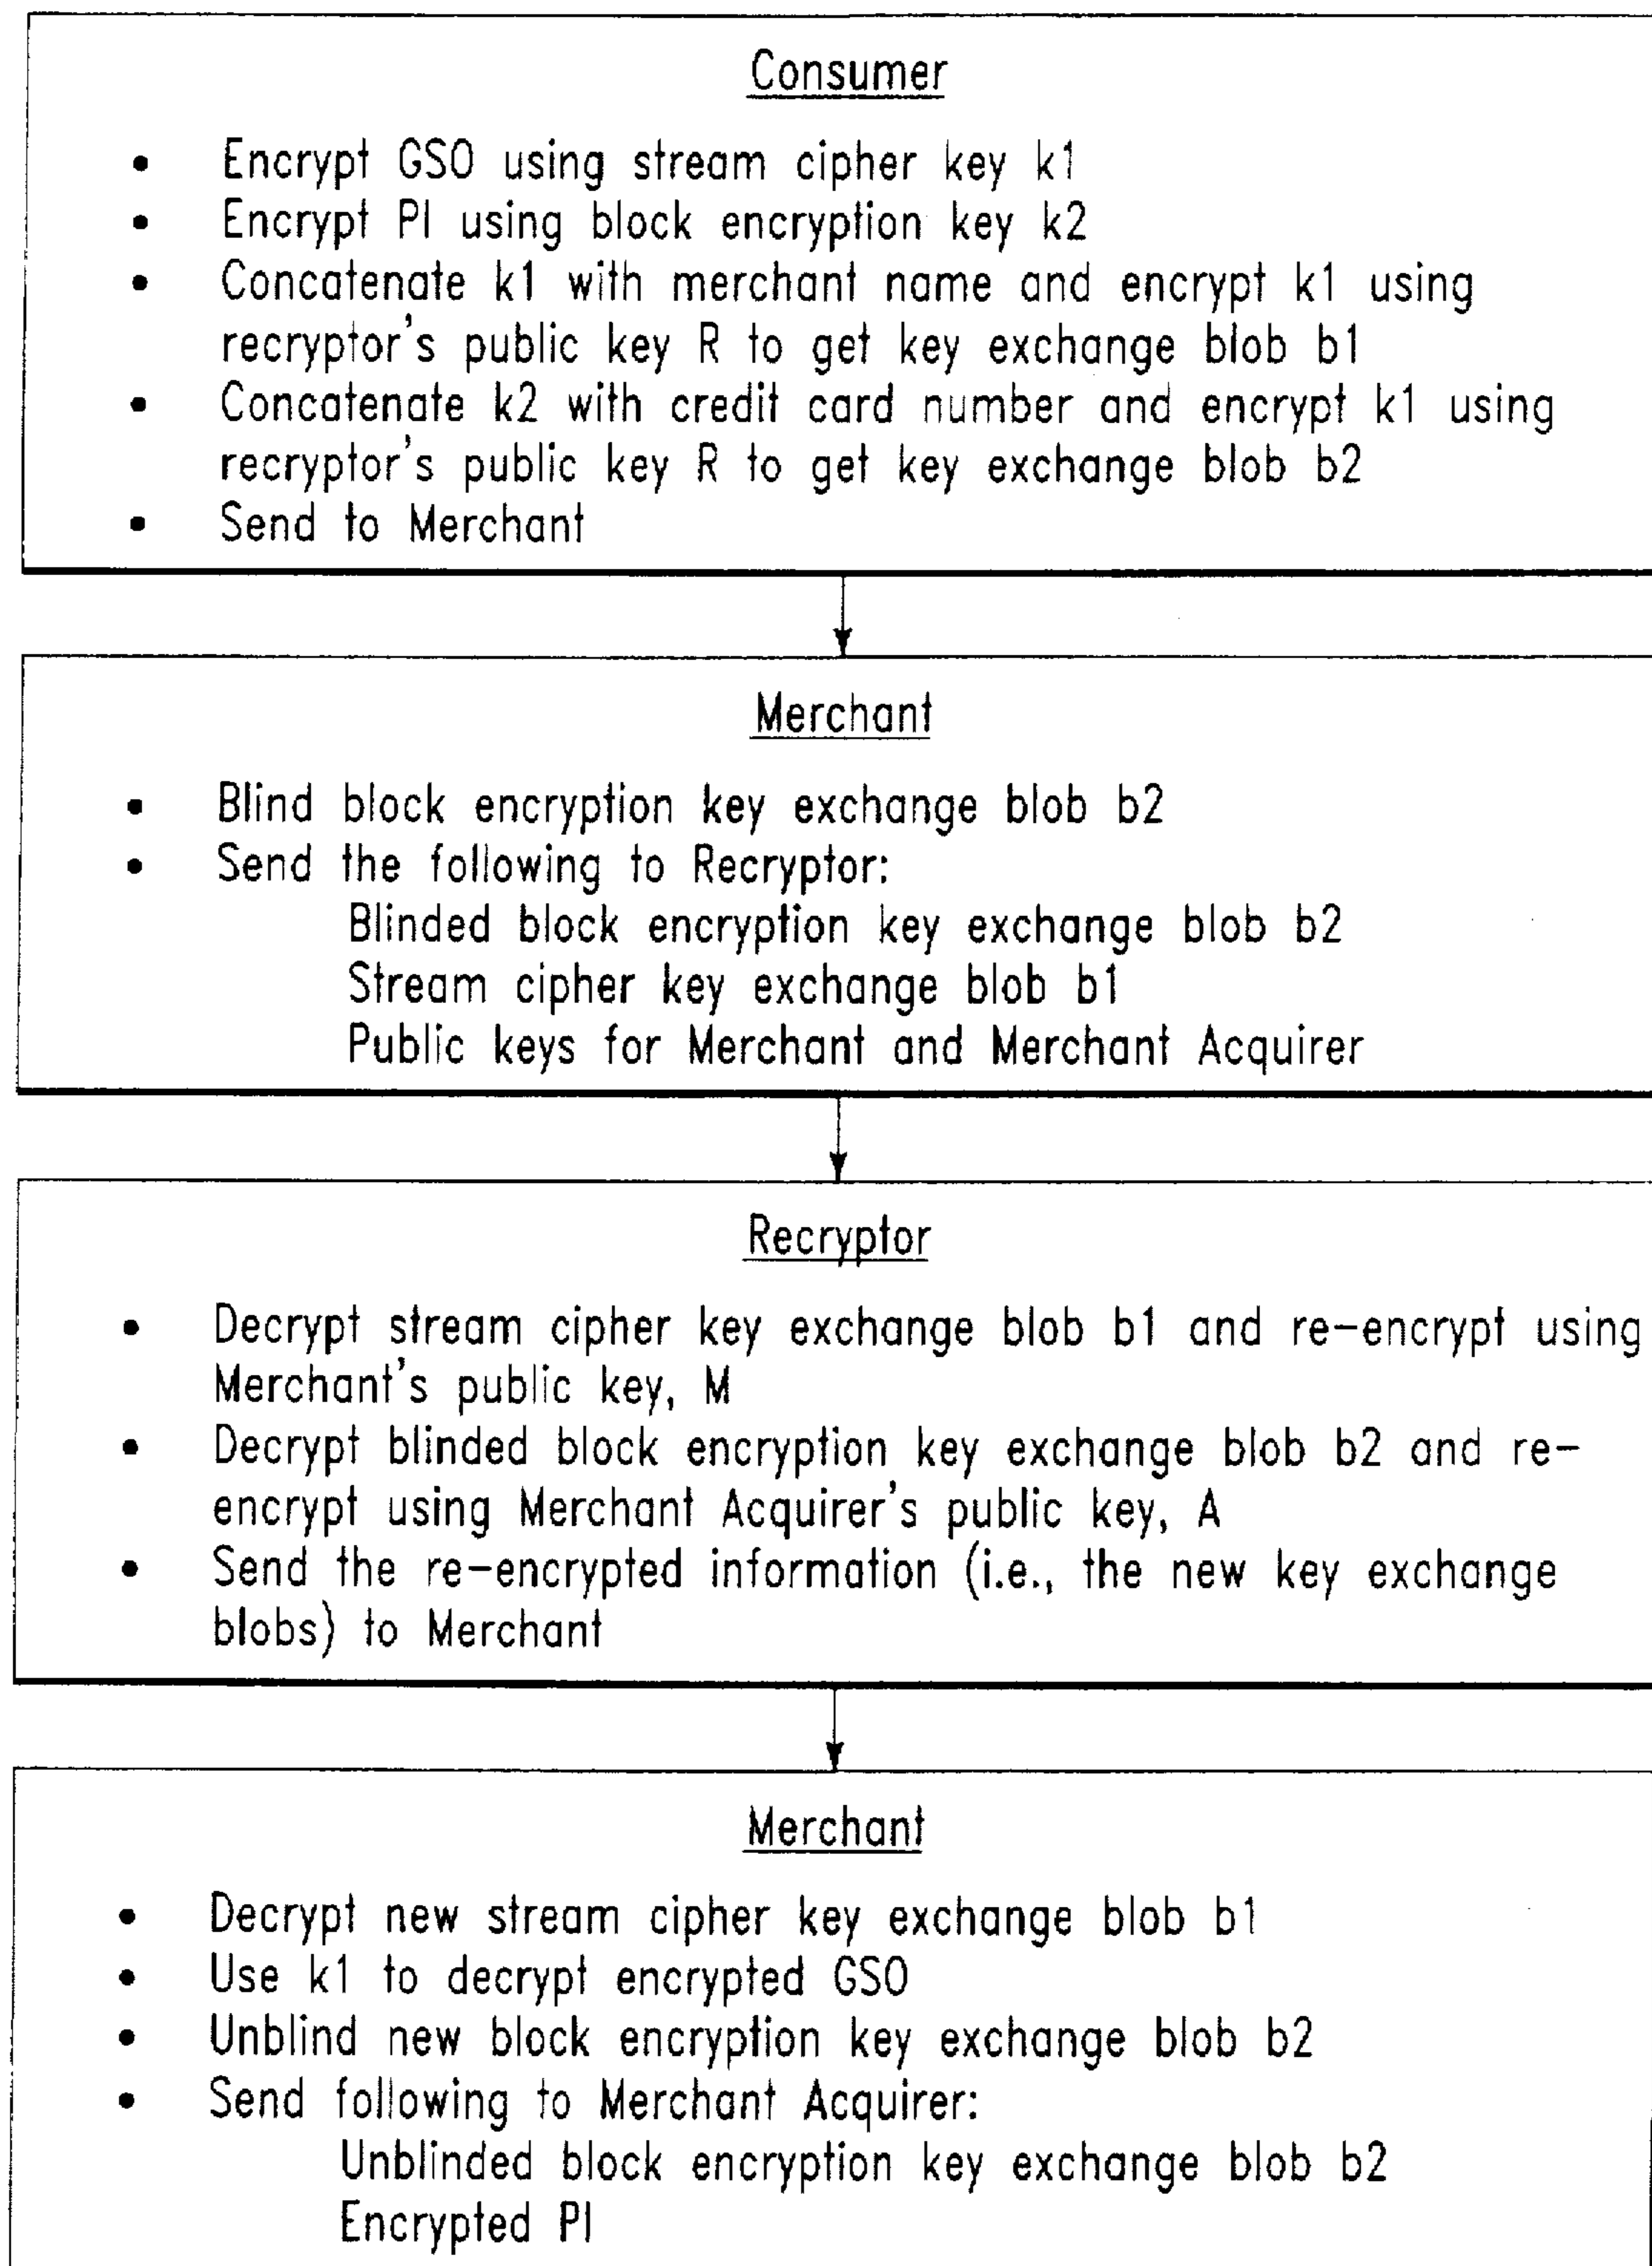 Consumer
• Encrypt GSO using stream cipher key k1
• Encrypt PI using block encryption key k2
• Concatenate k1 with merchant name and encrypt k1 using
recryptor's public key R to get key exchange blob b1
• Concatenate k2 with credit card number and encrypt k1 using
recryptor's public key R to get key exchange blob b2
• Send to Merchant
Merchant
• Blind block encryption key exchange blob b2
• Send the following to Recryptor:
Blinded block encryption key exchange blob b2
Stream cipher key exchange blob b1
Public keys for Merchant and Merchant Acquirer
Recryptor
• Decrypt stream cipher key exchange blob b1 and re-encrypt using
Merchant's public key, M
• Decrypt blinded block encryption key exchange blob b2 and re-
encrypt using Merchant Acquirer's public key, A
• Send the re-encrypted information (i.e., the new key exchange
blobs) to Merchant
Merchant
• Decrypt new stream cipher key exchange blob b1
• Use k1 to decrypt encrypted GSO
• Unblind new block encryption key exchange blob b2
• Send following to Merchant Acquirer:
Unblinded block encryption key exchange blob b2
Encrypted PI